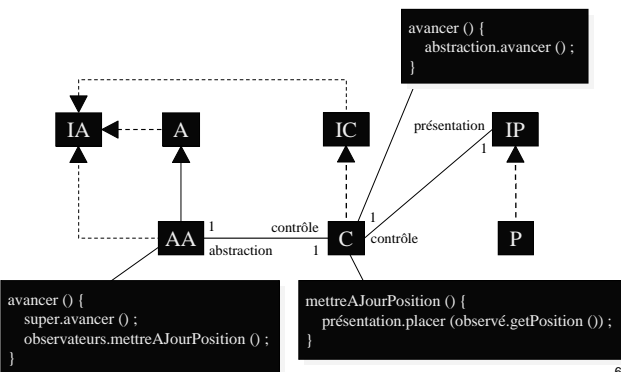 avancer () {
abstraction.avancer () ;
}
IA
A
IC
présentation
IP
1
AA
1
abstraction
contrôle
1
C
1
contrôle
P
avancer () {
super.avancer () ;
observateurs.mettreAJourPosition () ;
}
mettreAJourPosition () {
présentation.placer (observé.getPosition ()) ;
}
6